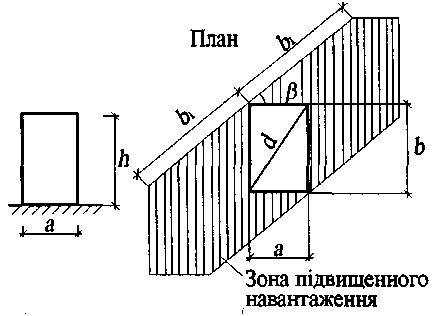 План
b₁
b₁
β
h
d
b
a
a
Зона підвищенного
навантаження